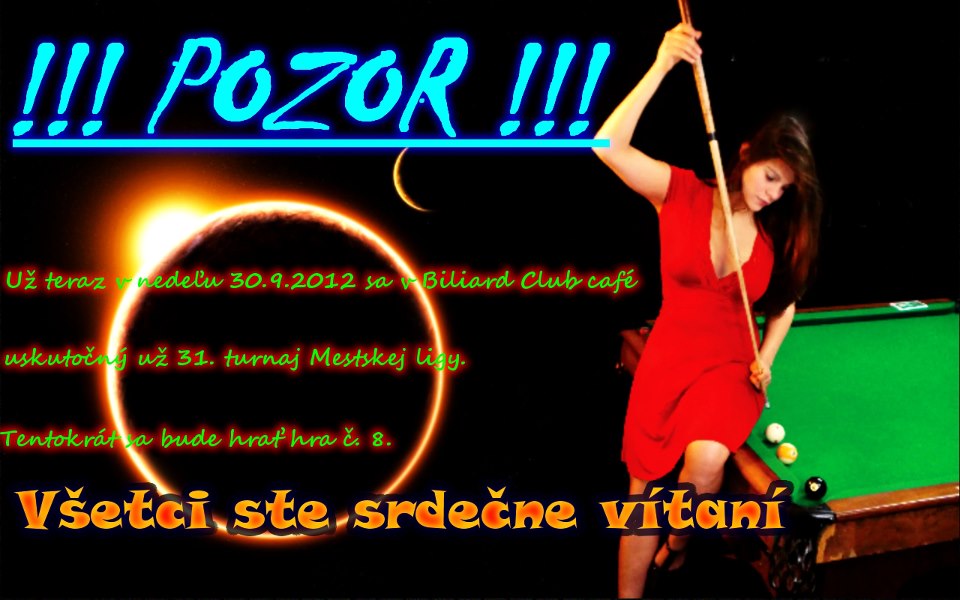 !!! POZOR !!!
Už teraz v nedeľu 30.9.2012 sa v Biliard Club café
uskutočný už 31. turnaj Mestskej ligy.
Tentokrát sa bude hrať hra č. 8.
Všetci ste srdečne vítaní